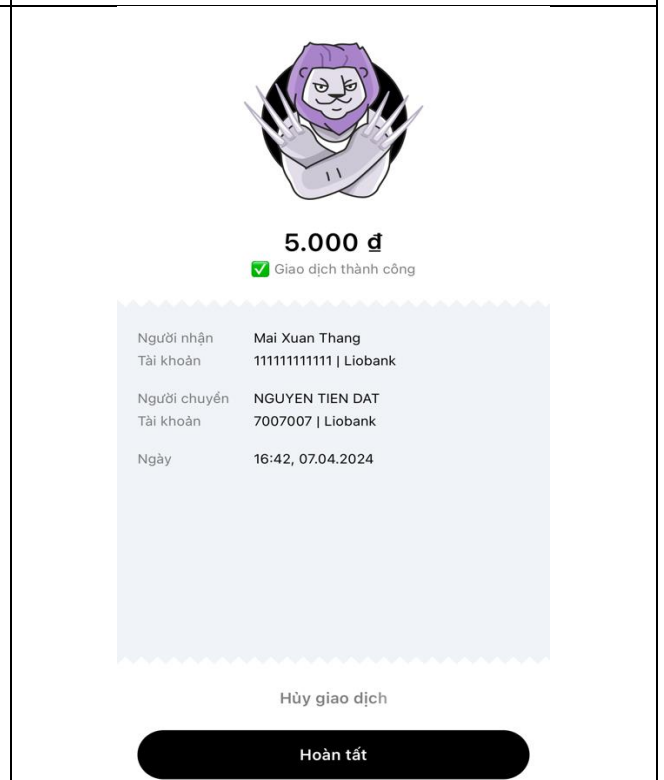 5.000 ₫
✅ Giao dịch thành công
Người nhận Mai Xuan Thang
Tài khoản 111111111111 | Liobank
Người chuyển NGUYEN TIEN DAT
Tài khoản 7007007 | Liobank
Ngày 16:42, 07.04.2024
Hủy giao dịch
Hoàn tất